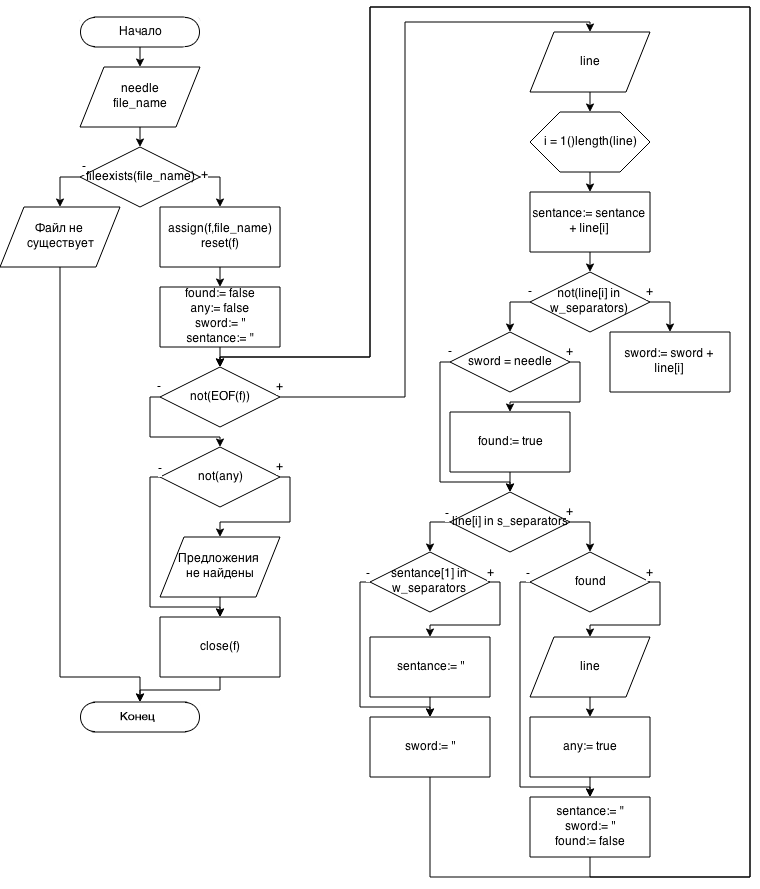 Начало
needle
file_name
fileexists(file_name)
-
+
Файл не
существует
assign(f,file_name)
reset(f)
found:= false
any:= false
sword:= ''
sentance:= ''
not(EOF(f))
-
+
not(any)
-
+
Предложения
не найдены
close(f)
Конец
line
i = 1()length(line)
sentance:= sentance
+ line[i]
not(line[i] in
w_separators)
-
+
sword:= sword +
line[i]
sword = needle
-
+
found:= true
line[i] in s_separators
-
+
sentance[1] in
w_separators
-
+
sentance:= ''
sword:= ''
found
-
+
line
any:= true
sentance:= ''
sword:= ''
found:= false